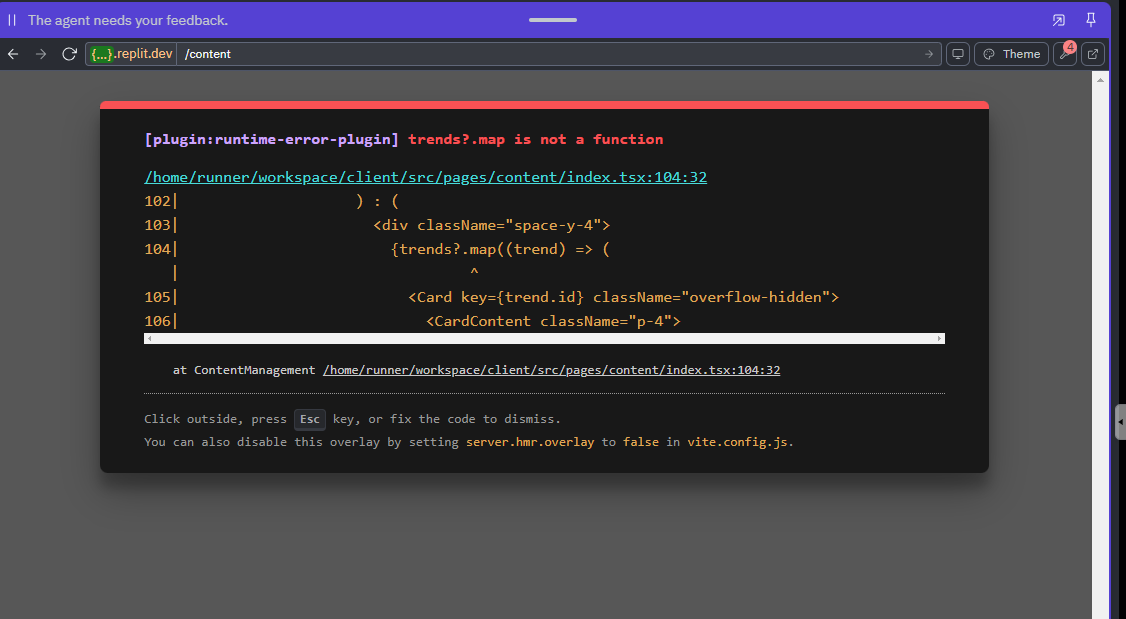 The agent needs your feedback.
{...}.replit.dev /content
Theme
4
[plugin:runtime-error-plugin] trends?.map is not a function
/home/runner/workspace/client/src/pages/content/index.tsx:104:32
102| ) : (
103| <div className="space-y-4">
104| {trends?.map((trend) => (
| ^
105| <Card key={trend.id} className="overflow-hidden">
106| <CardContent className="p-4">
at ContentManagement /home/runner/workspace/client/src/pages/content/index.tsx:104:32
Click outside, press Esc key, or fix the code to dismiss.
You can also disable this overlay by setting server.hmr.overlay to false in vite.config.js.